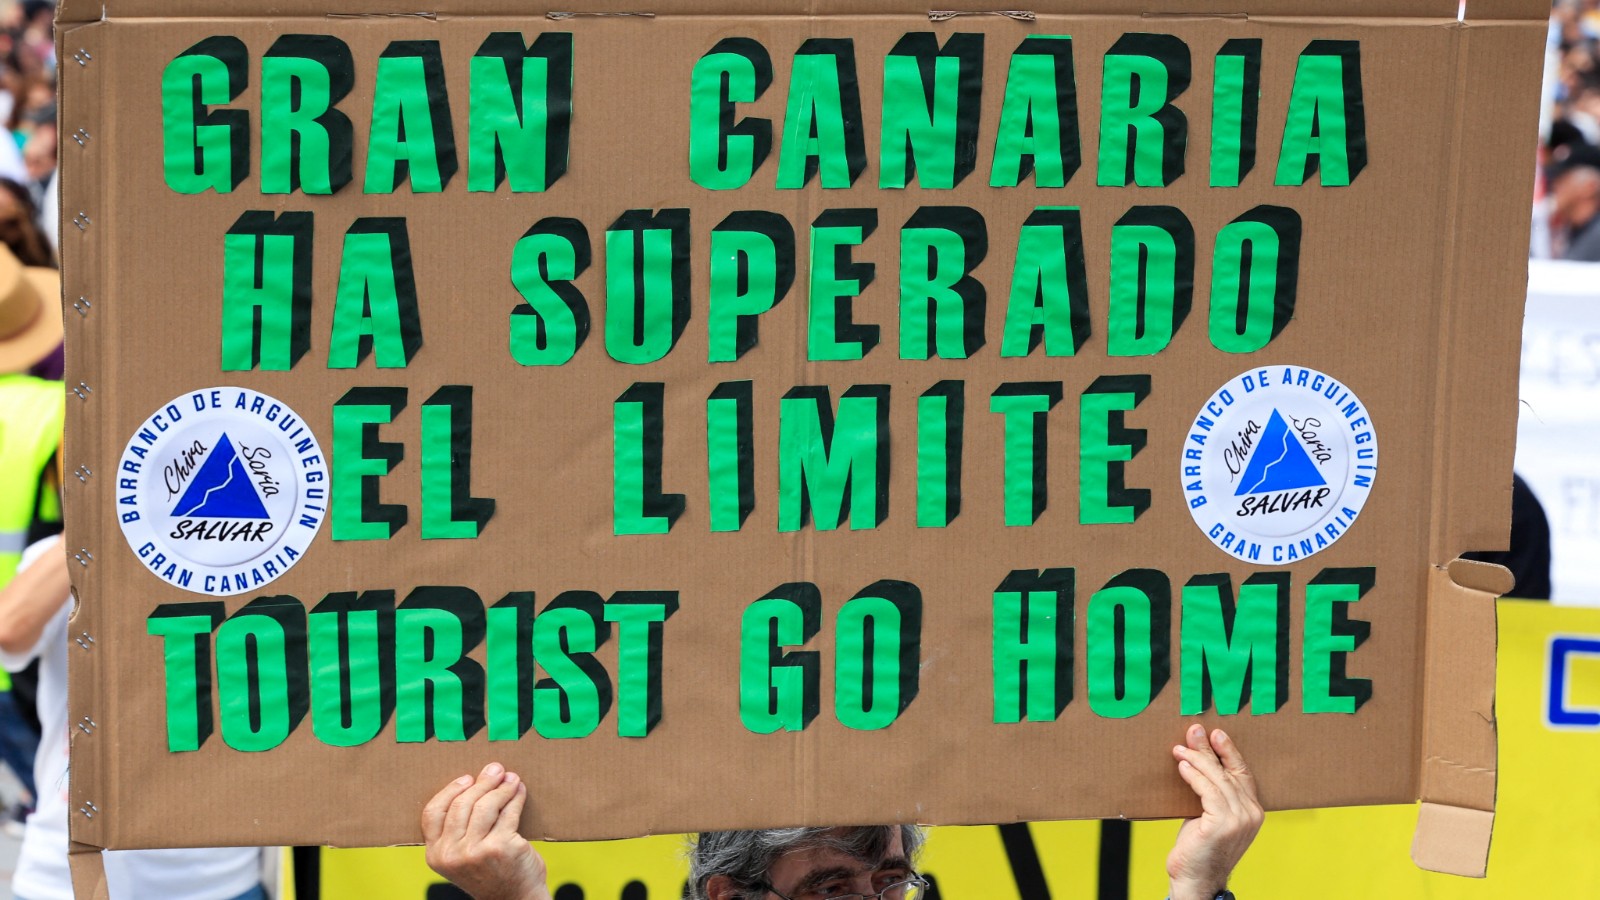 GRAN CANARIA
HA SUPERADO
EL LIMITE
TOURIST GO HOME
BARRANCO DE ARGUINEGUÍN
Chira
Soria
SALVAR
GRAN CANARIA
BARRANCO DE ARGUINEGUÍN
Chira
Soria
SALVAR
GRAN CANARIA